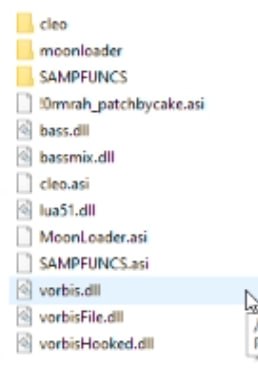 cleo
moonloader
SAMPFUNCS
!0rmrah_patchbycake.asi
bass.dll
bassmix.dll
cleo.asi
lua51.dll
MoonLoader.asi
SAMPFUNCS.asi
vorbis.dll
vorbisFile.dll
vorbisHooked.dll